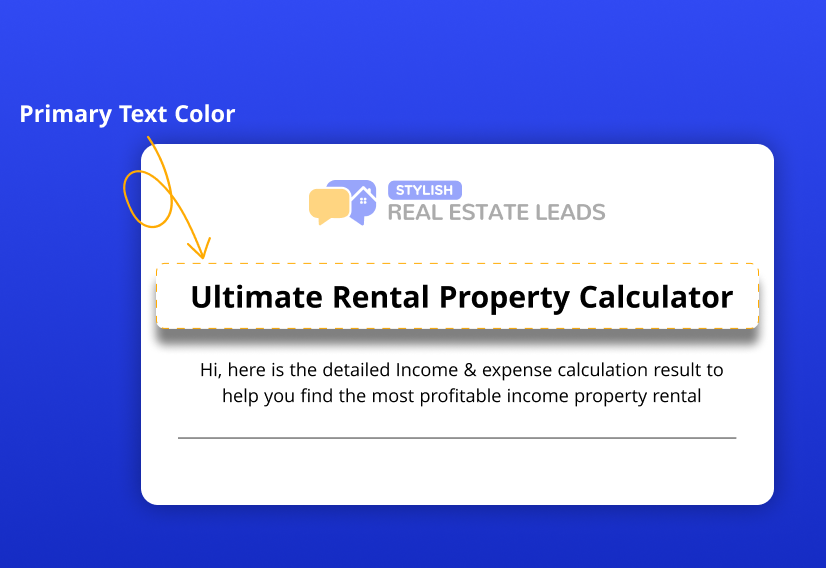 Primary Text Color
STYLISH
REAL ESTATE LEADS
Ultimate Rental Property Calculator
Hi, here is the detailed Income & expense calculation result to
help you find the most profitable income property rental